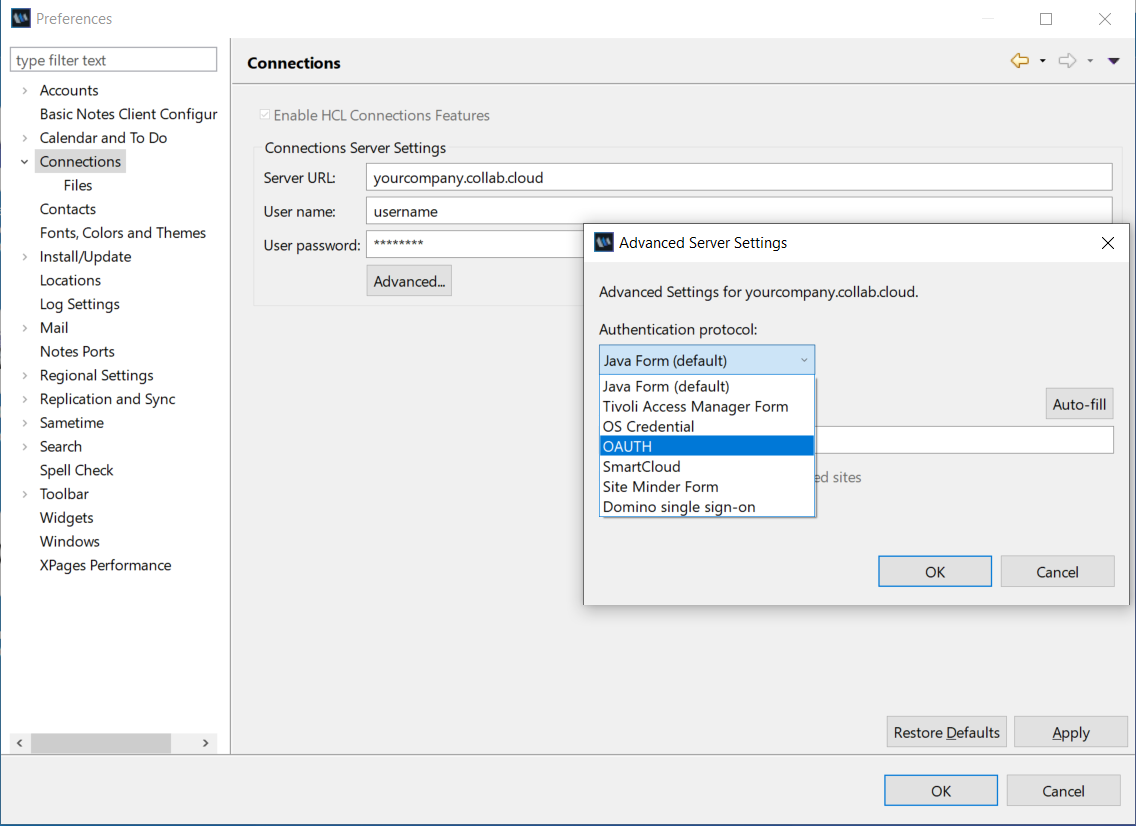 Preferences
type filter text
Accounts
Basic Notes Client Configur
Calendar and To Do
Connections
Files
Contacts
Fonts, Colors and Themes
Install/Update
Locations
Log Settings
Mail
Notes Ports
Regional Settings
Replication and Sync
Sametime
Search
Spell Check
Toolbar
Widgets
Windows
XPages Performance
Connections
Enable HCL Connections Features
Connections Server Settings
Server URL: yourcompany.collab.cloud
User name: username
User password: ********
Advanced...
Advanced Server Settings
Advanced Settings for yourcompany.collab.cloud.
Authentication protocol:
Java Form (default)
Java Form (default)
Tivoli Access Manager Form
OS Credential
OAUTH
SmartCloud
Site Minder Form
Domino single sign-on
Auto-fill
ed sites
OK Cancel
Restore Defaults Apply
OK Cancel